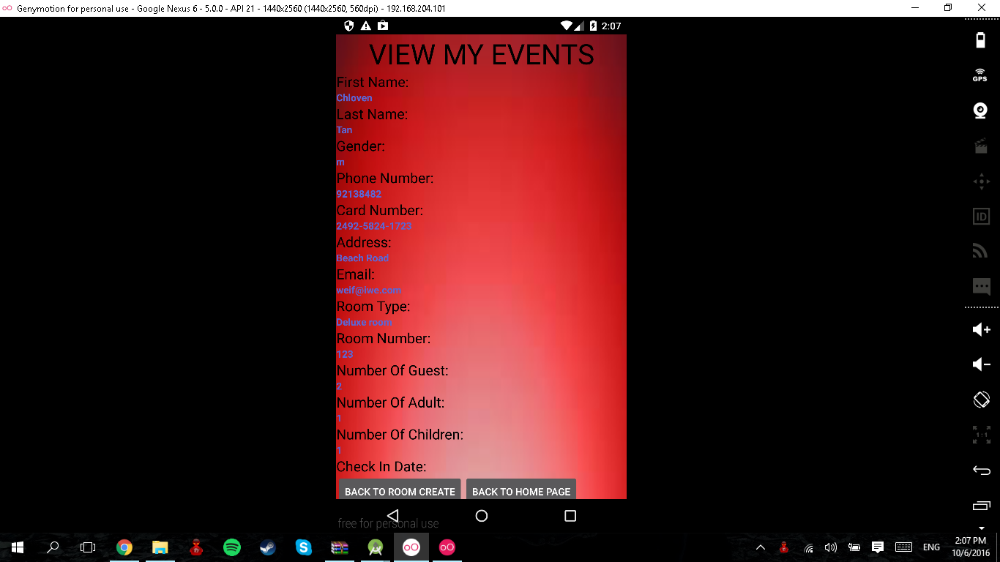 Genymotion for personal use - Google Nexus 6 - 5.0.0 - API 21 - 1440x2560 (1440x2560, 560dpi) - 192.168.204.101
2:07
VIEW MY EVENTS
First Name:
Chloven
Last Name:
Tan
Gender:
m
Phone Number:
92138482
Card Number:
2492-5824-1723
Address:
Beach Road
Email:
weif@iwe.com
Room Type:
Deluxe room
Room Number:
123
Number Of Guest:
2
Number Of Adult:
1
Number Of Children:
1
Check In Date:
BACK TO ROOM CREATE BACK TO HOME PAGE
free for personal use
GPS
ID
1:1
ENG
2:07 PM
10/6/2016